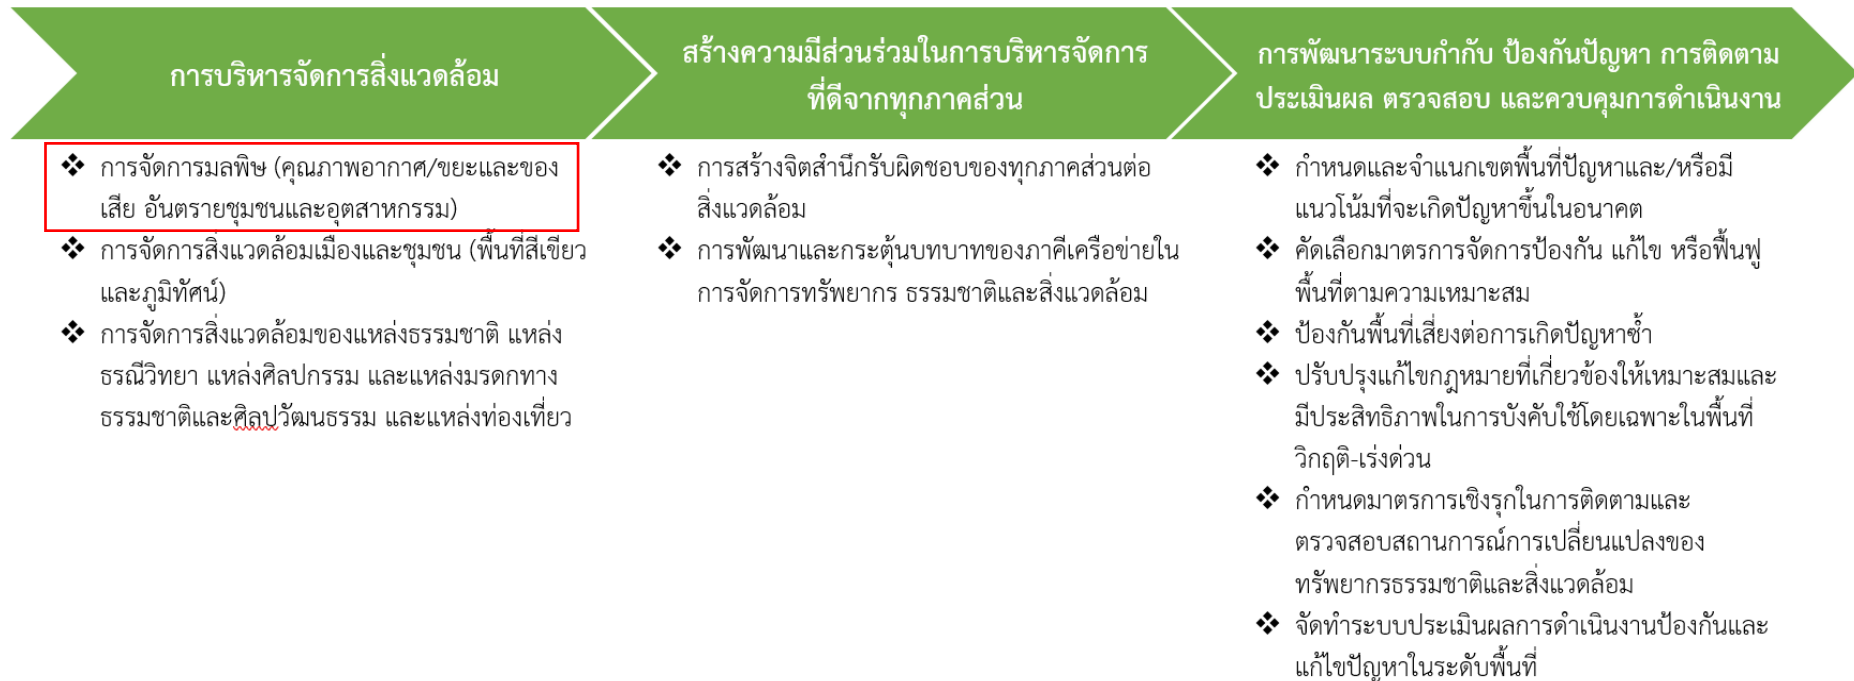 การบริหารจัดการสิ่งแวดล้อม
❖ การจัดการมลพิษ (คุณภาพอากาศ/ขยะและของ
เสีย อันตรายชุมชนและอุตสาหกรรม)
❖ การจัดการสิ่งแวดล้อมเมืองและชุมชน (พื้นที่สีเขียว
และภูมิทัศน์)
❖ การจัดการสิ่งแวดล้อมของแหล่งธรรมชาติ แหล่ง
ธรณีวิทยา แหล่งศิลปกรรม และแหล่งมรดกทาง
ธรรมชาติและศิลปวัฒนธรรม และแหล่งท่องเที่ยว
สร้างความมีส่วนร่วมในการบริหารจัดการ
ที่ดีจากทุกภาคส่วน
❖ การสร้างจิตสำนึกรับผิดชอบของทุกภาคส่วนต่อ
สิ่งแวดล้อม
❖ การพัฒนาและกระตุ้นบทบาทของภาคีเครือข่ายใน
การจัดการทรัพยากร ธรรมชาติและสิ่งแวดล้อม
การพัฒนาระบบกำกับ ป้องกันปัญหา การติดตาม
ประเมินผล ตรวจสอบ และควบคุมการดำเนินงาน
❖ กำหนดและจำแนกเขตพื้นที่ปัญหาและ/หรือมี
แนวโน้มที่จะเกิดปัญหาขึ้นในอนาคต
❖ คัดเลือกมาตรการจัดการป้องกัน แก้ไข หรือฟื้นฟู
พื้นที่ตามความเหมาะสม
❖ ป้องกันพื้นที่เสี่ยงต่อการเกิดปัญหาซ้ำ
❖ ปรับปรุงแก้ไขกฎหมายที่เกี่ยวข้องให้เหมาะสมและ
มีประสิทธิภาพในการบังคับใช้โดยเฉพาะในพื้นที่
วิกฤติ-เร่งด่วน
❖ กำหนดมาตรการเชิงรุกในการติดตามและ
ตรวจสอบสถานการณ์การเปลี่ยนแปลงของ
ทรัพยากรธรรมชาติและสิ่งแวดล้อม
❖ จัดทำระบบประเมินผลการดำเนินงานป้องกันและ
แก้ไขปัญหาในระดับพื้นที่